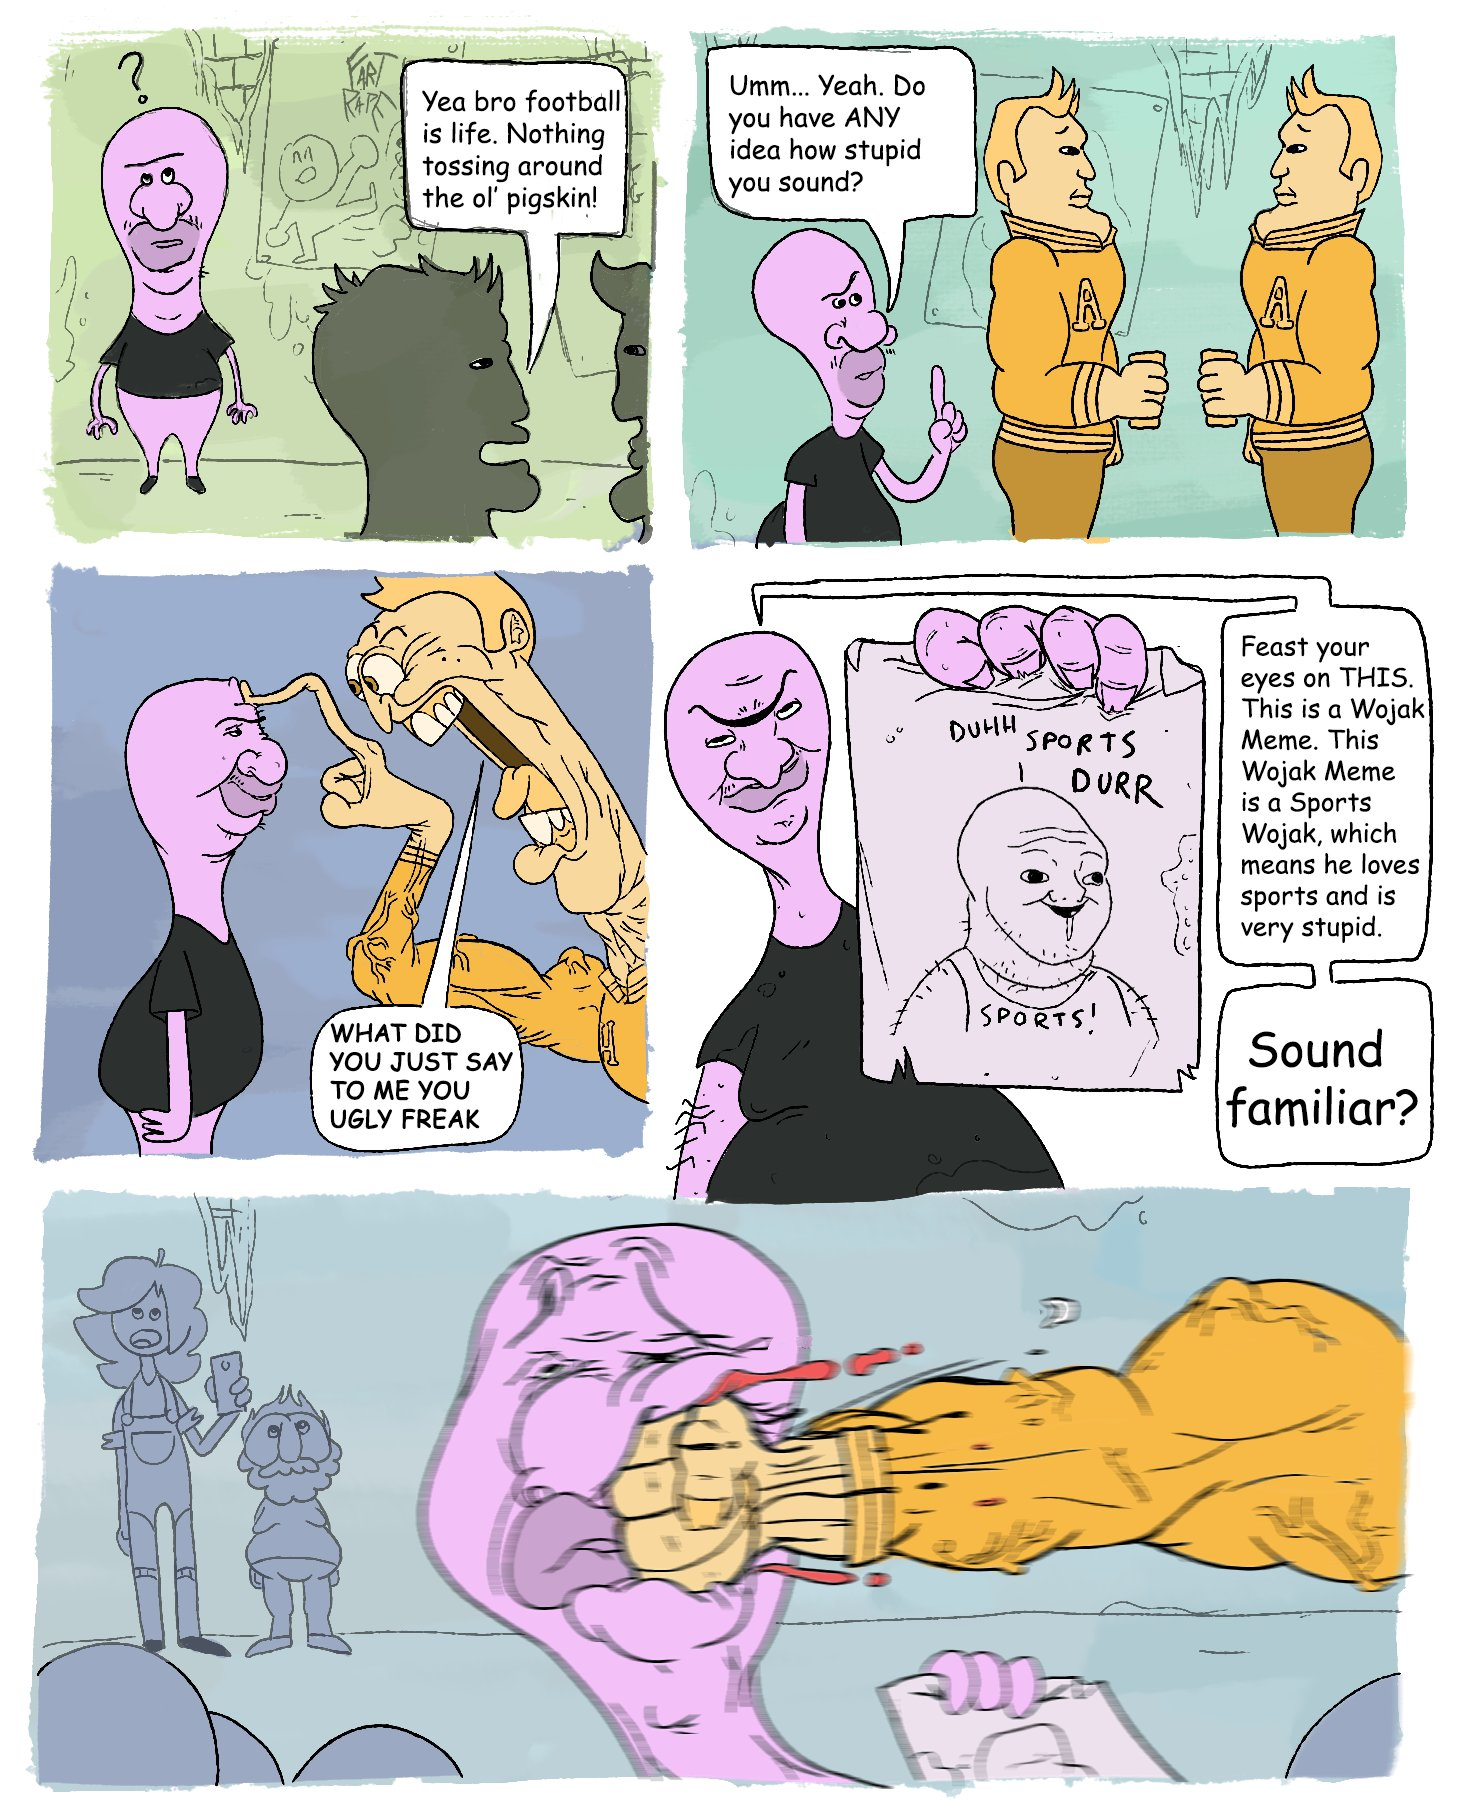 ?
FART
Yea bro football
is life. Nothing
tossing around
the ol' pigskin!
Umm... Yeah. Do
you have ANY
idea how stupid
you sound?
A
A
WHAT DID
YOU JUST SAY
TO ME YOU
UGLY FREAK
Feast your
eyes on THIS.
This is a Wojak
Meme. This
Wojak Meme
is a Sports
Wojak, which
means he loves
sports and is
very stupid.
DUHH SPORTS
DURR
SPORTS!
Sound
familiar?